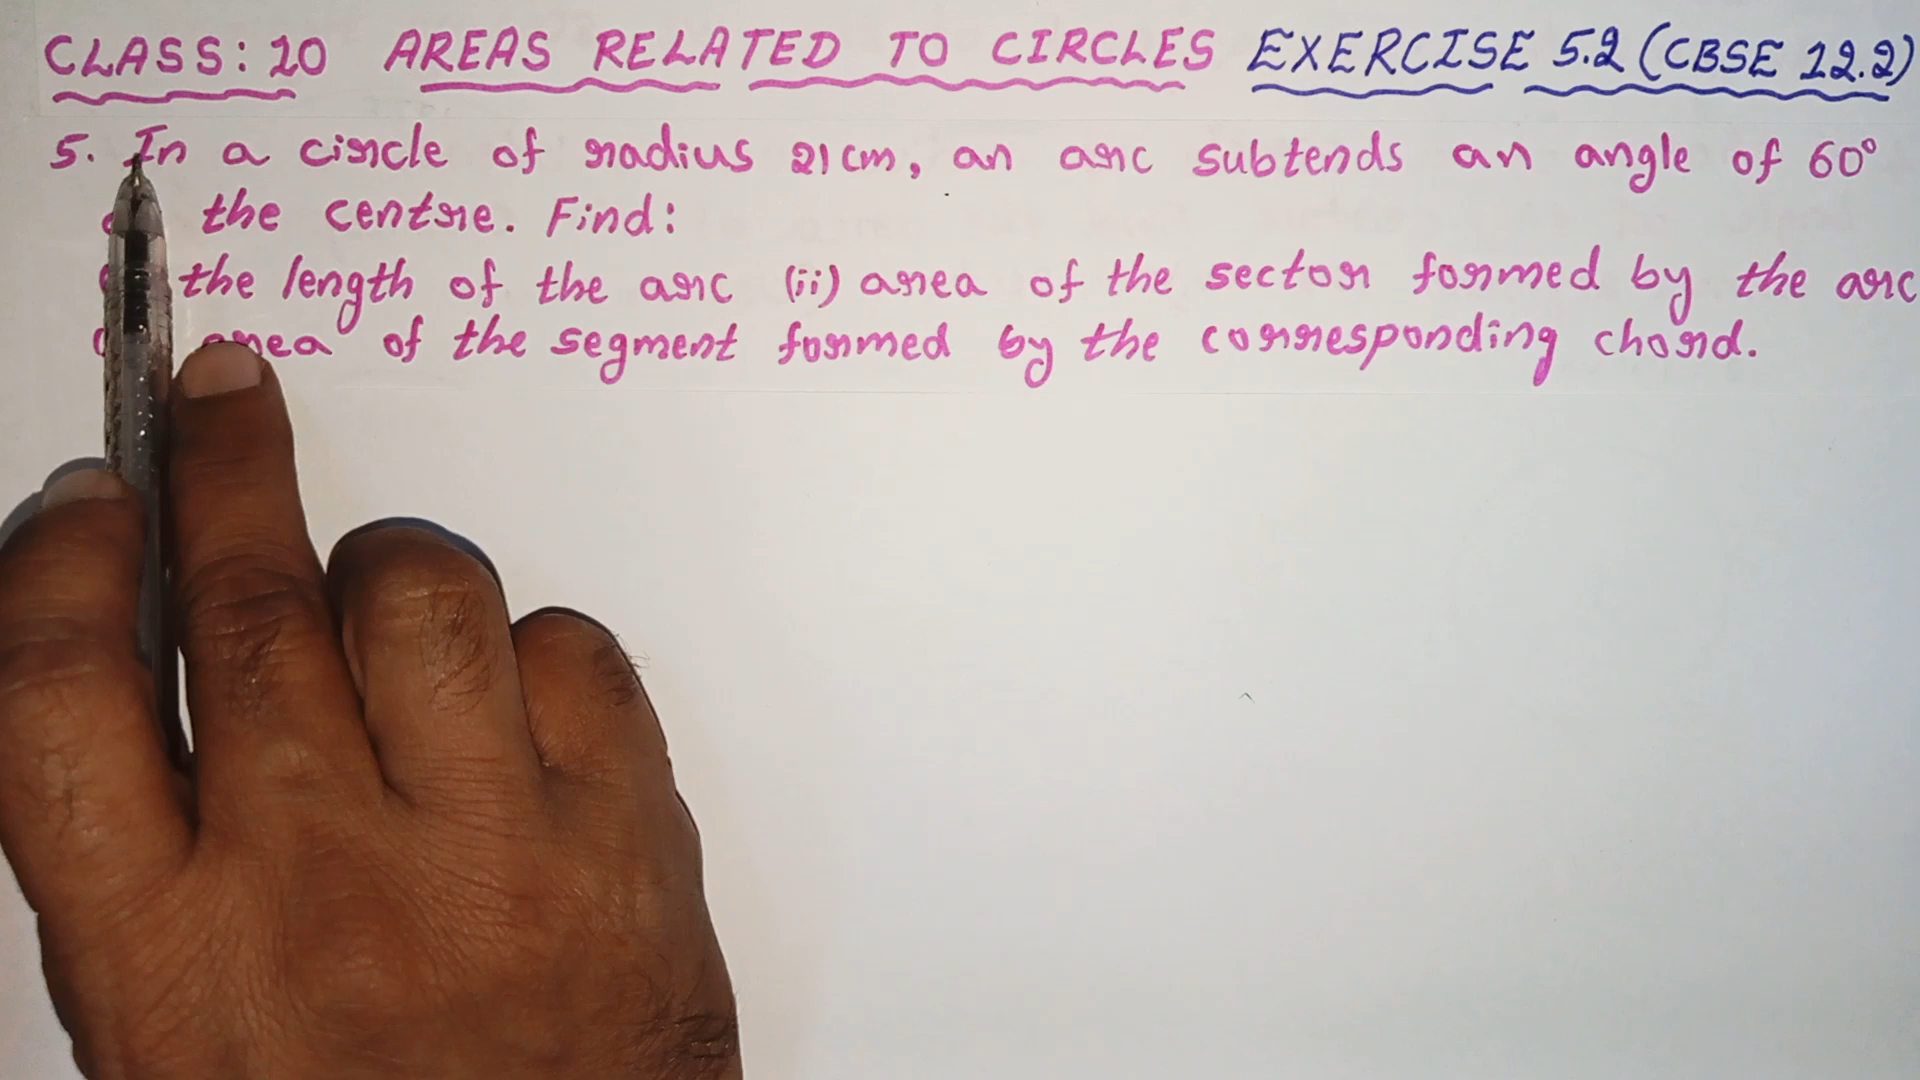 CLASS: 10 AREAS RELATED TO CIRCLES EXERCISE 5.2 (CBSE 12.2)
5. In a circle of radius 21cm, an arc subtends an angle of 60°
the centre. Find:
the length of the arc (ii) area of the sector formed by the arc
area of the segment formed by the corresponding chord.